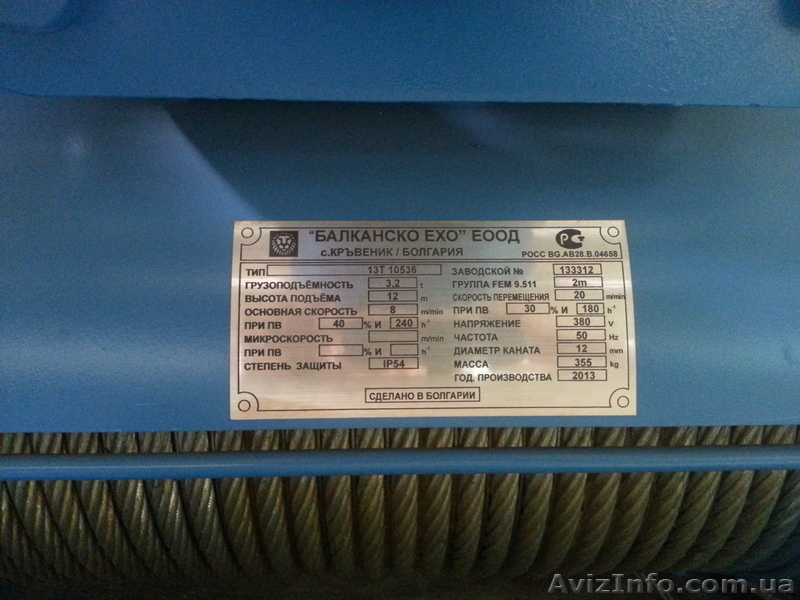 "БАЛКАНСКО ЕХО" ЕООД
с.КРЪВЕНИК / БОЛГАРИЯ
РОСС BG.AB28.B.04658
ТИП 13Т 10536
ГРУЗОПОДЪЁМНОСТЬ 3,2 t
ВЫСОТА ПОДЪЁМА 12 m
ОСНОВНАЯ СКОРОСТЬ 8 m/min
ПРИ ПВ 40 % И 240 h⁻¹
МИКРОСКОРОСТЬ m/min
ПРИ ПВ % И h⁻¹
СТЕПЕНЬ ЗАЩИТЫ IP54
ЗАВОДСКОЙ № 133312
ГРУППА FEM 9.511 2m
СКОРОСТЬ ПЕРЕМЕЩЕНИЯ 20 m/min
ПРИ ПВ 30 % И 180 h⁻¹
НАПРЯЖЕНИЕ 380 V
ЧАСТОТА 50 Hz
ДИАМЕТР КАНАТА 12 mm
МАССА 355 kg
ГОД. ПРОИЗВОДСТВА 2013
СДЕЛАНО В БОЛГАРИИ
AvizInfo.com.ua